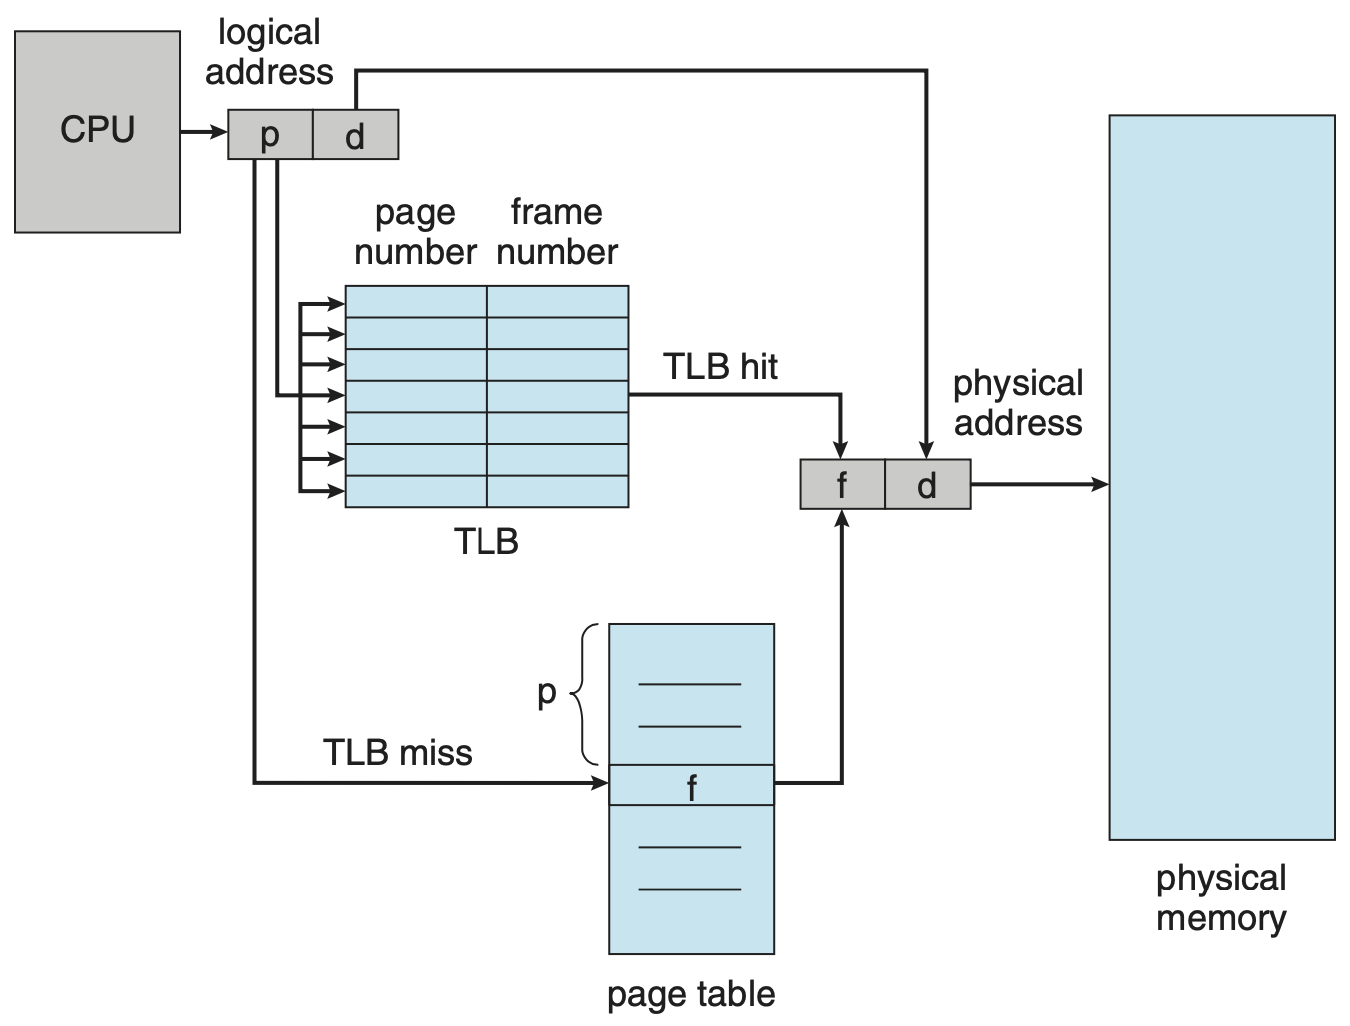 logical
address
CPU
p
d
page
number
frame
number
TLB hit
physical
address
f
d
TLB
p
TLB miss
f
physical
memory
page table